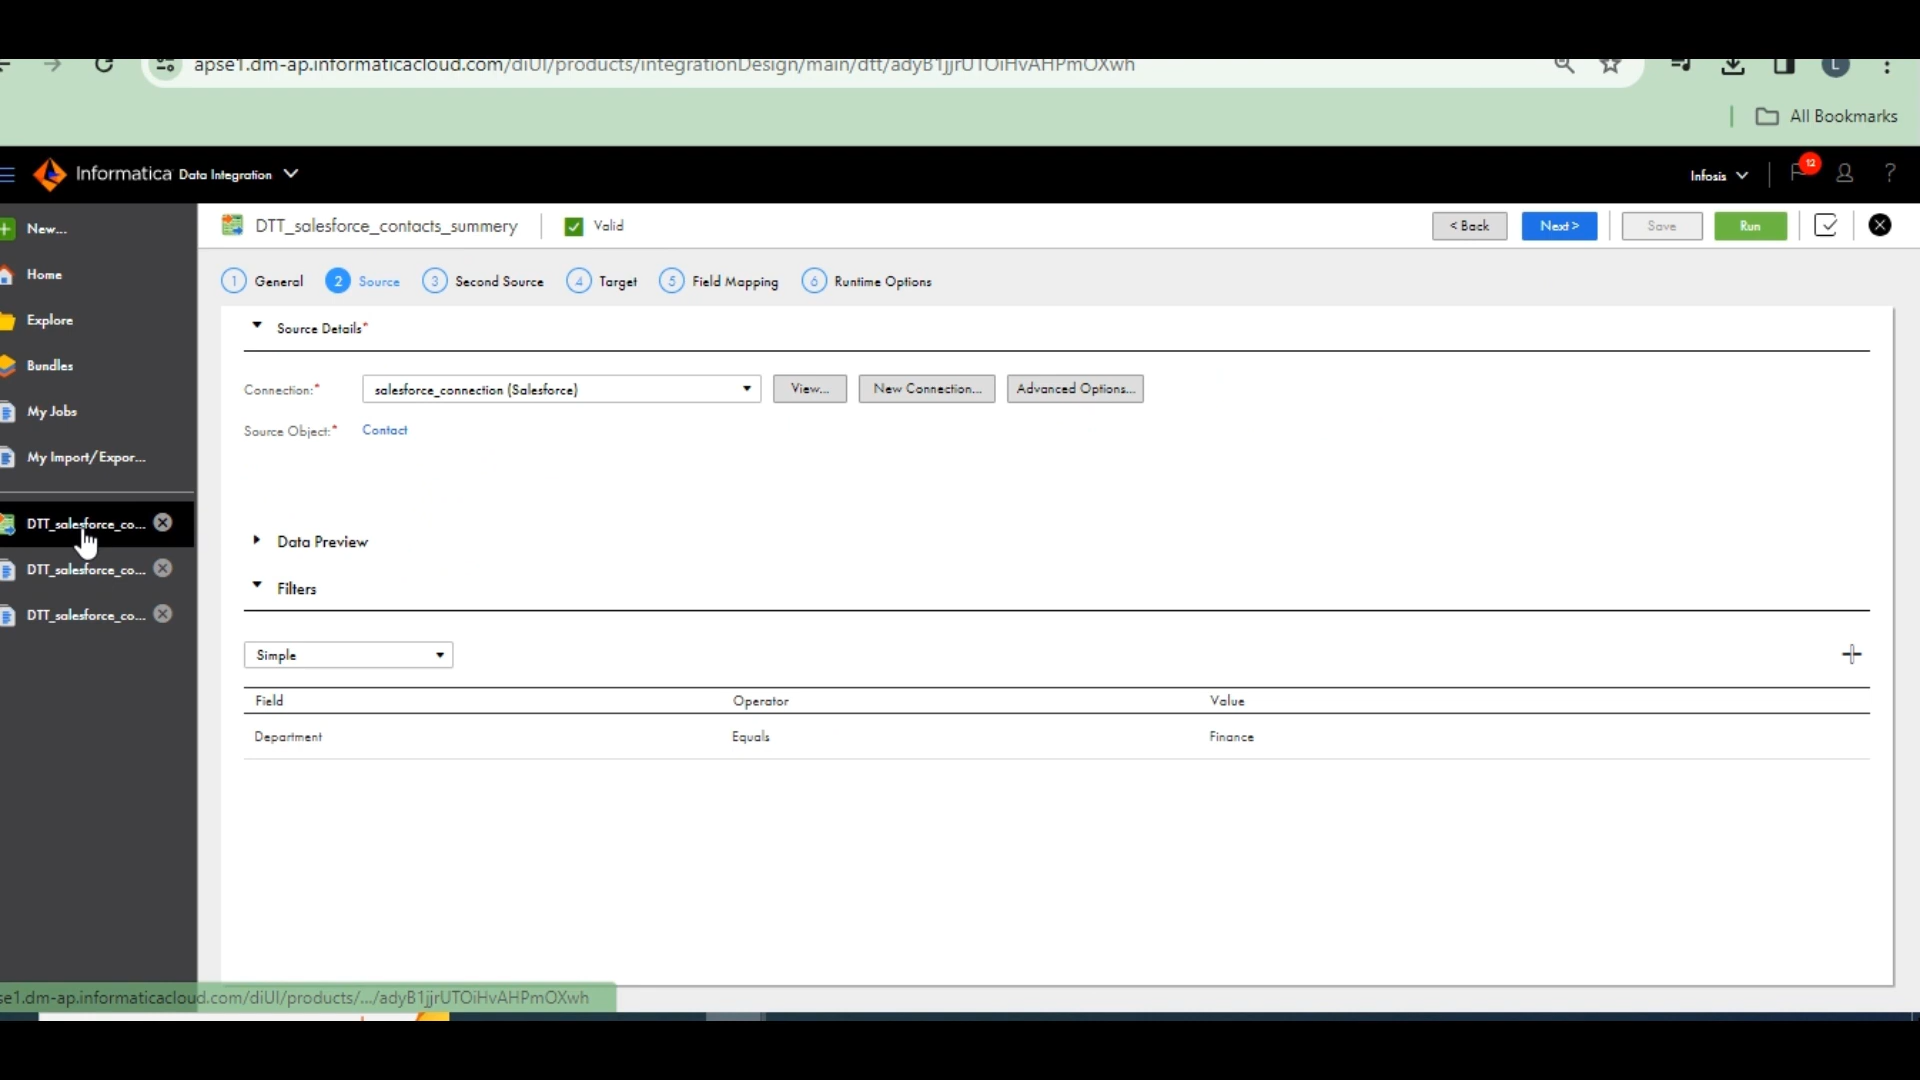 apse1.dm-ap.informaticacloud.com/diUI/products/integrationDesign/main/dtt/adyB1jjrUTOiHvAHPmOXwh
L
All Bookmarks
Informatica Data Integration
Infosis
12
?
New...
DTT_salesforce_contacts_summery
Valid
< Back
Next >
Save
Run
Home
1 General
2 Source
3 Second Source
4 Target
5 Field Mapping
6 Runtime Options
Explore
Source Details*
Bundles
Connection:*
salesforce_connection (Salesforce)
View...
New Connection...
Advanced Options...
My Jobs
Source Object:*
Contact
My Import/Expor...
DTT_salesforce_co...
Data Preview
DTT_salesforce_co...
Filters
DTT_salesforce_co...
Simple
Field Operator Value
Department Equals Finance
se1.dm-ap.informaticacloud.com/diUI/products/.../adyB1jjrUTOiHvAHPmOXwh